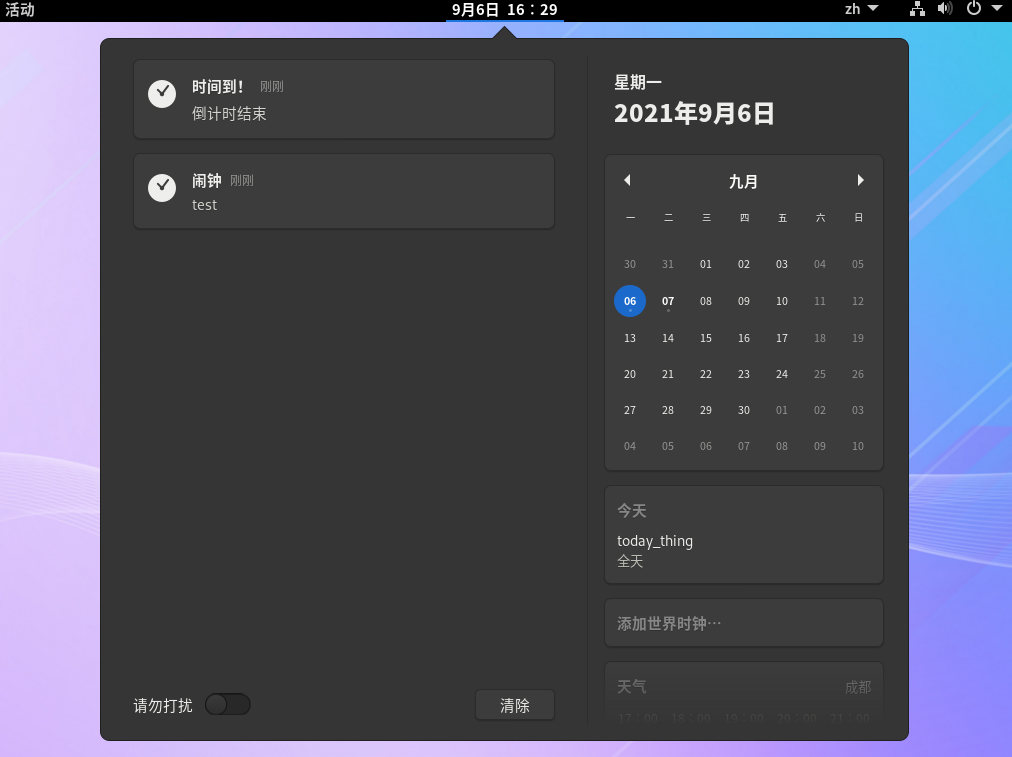 活动
9月6日 16：29
zh
时间到！ 刚刚
倒计时结束
闹钟 刚刚
test
请勿打扰
清除
星期一
2021年9月6日
九月
一 二 三 四 五 六 日
30 31 01 02 03 04 05
06 07 08 09 10 11 12
13 14 15 16 17 18 19
20 21 22 23 24 25 26
27 28 29 30 01 02 03
04 05 06 07 08 09 10
今天
today_thing
全天
添加世界时钟…
天气 成都
17：00 18：00 19：00 20：00 21：00